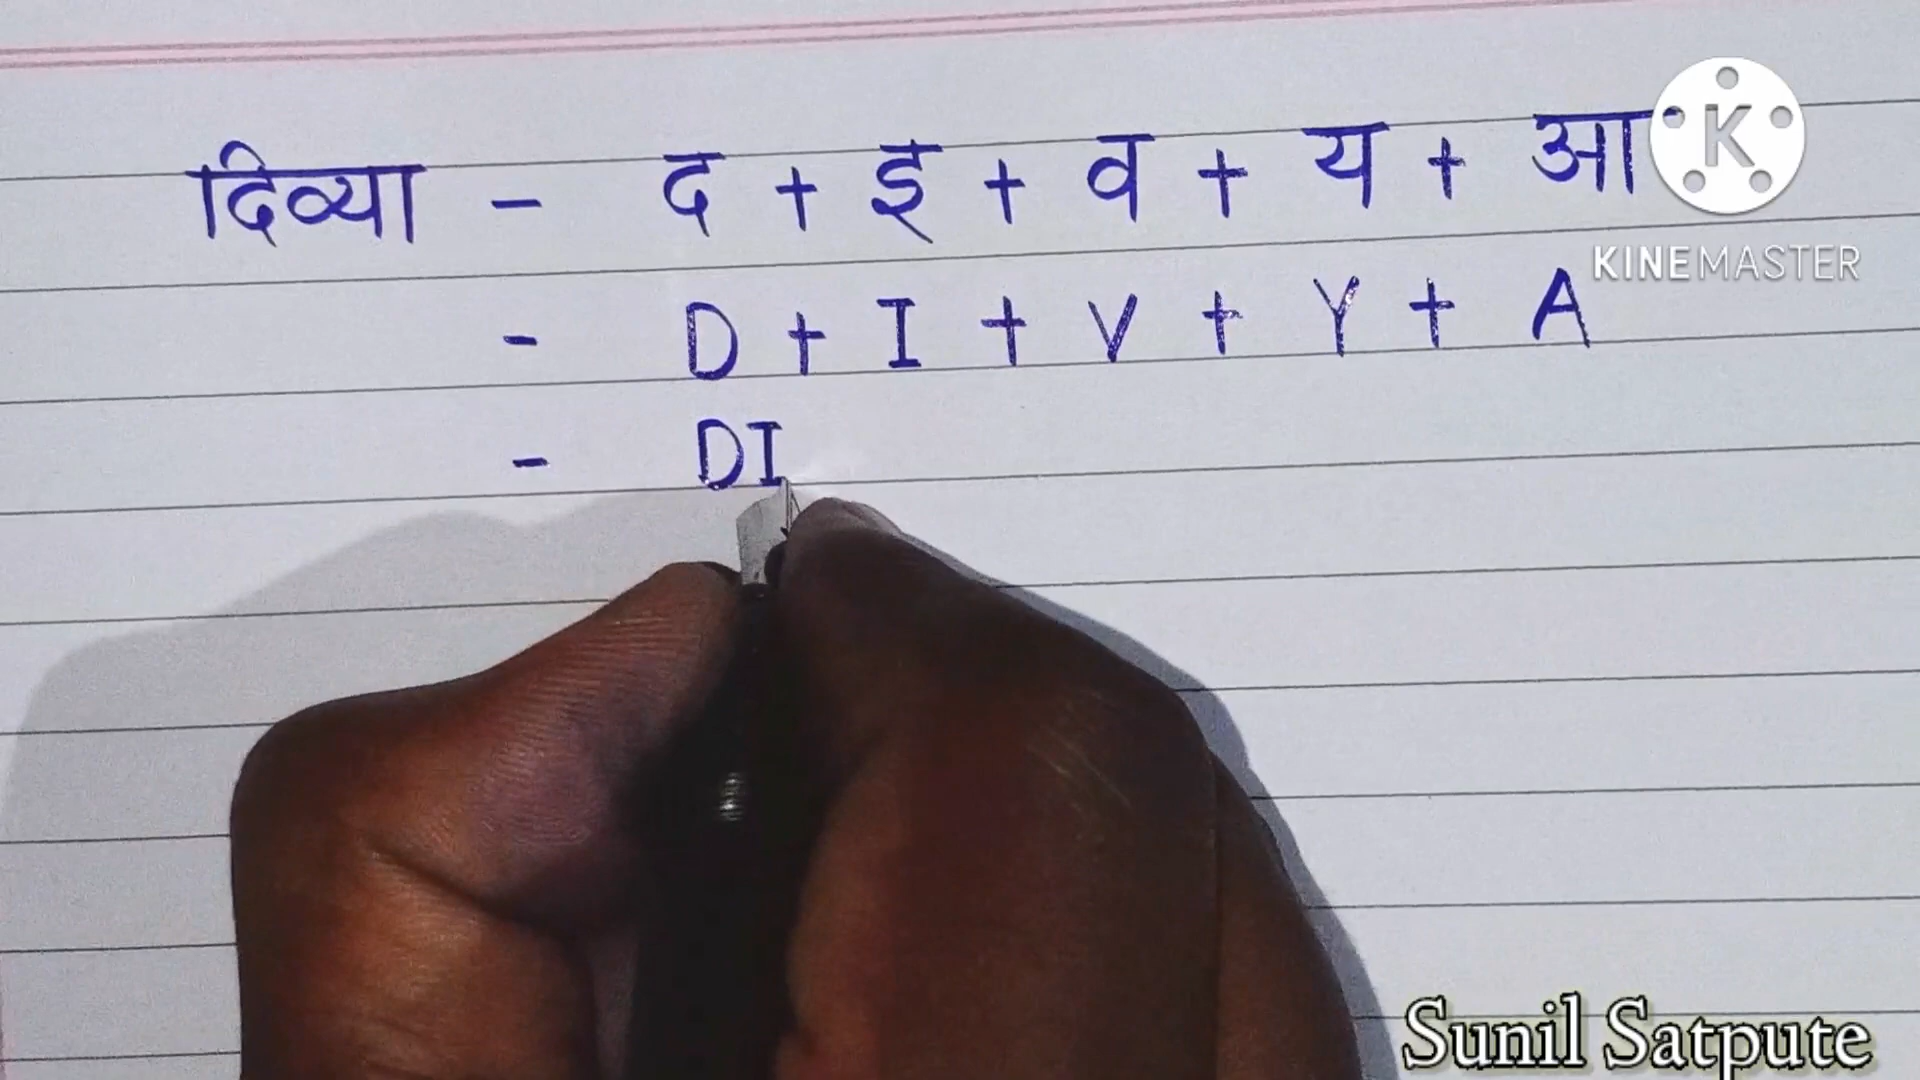 दिव्या - द + इ + व + य + आ
- D + I + V + Y + A
- DI
K
KINEMASTER
Sunil Satpute